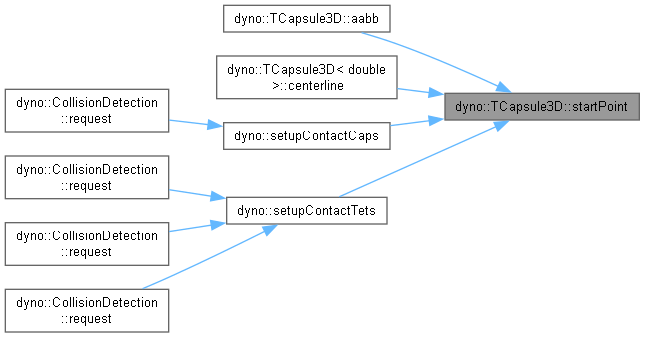 dyno::TCapsule3D::aabb
dyno::TCapsule3D< double
>::centerline
dyno::CollisionDetection
::request
dyno::TCapsule3D::startPoint
dyno::setupContactCaps
dyno::CollisionDetection
::request
dyno::setupContactTets
dyno::CollisionDetection
::request
dyno::CollisionDetection
::request